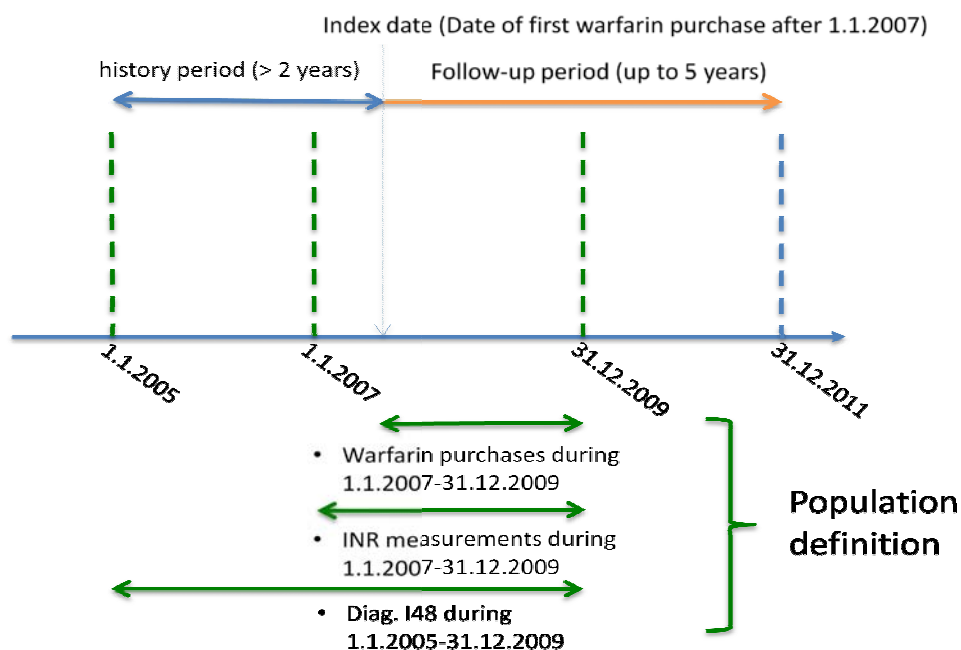 Index date (Date of first warfarin purchase after 1.1.2007)
history period (> 2 years)
Follow-up period (up to 5 years)
1.1.2005
1.1.2007
31.12.2009
31.12.2011
• Warfarin purchases during
1.1.2007-31.12.2009
• INR measurements during
1.1.2007-31.12.2009
• Diag. I48 during
1.1.2005-31.12.2009
Population
definition